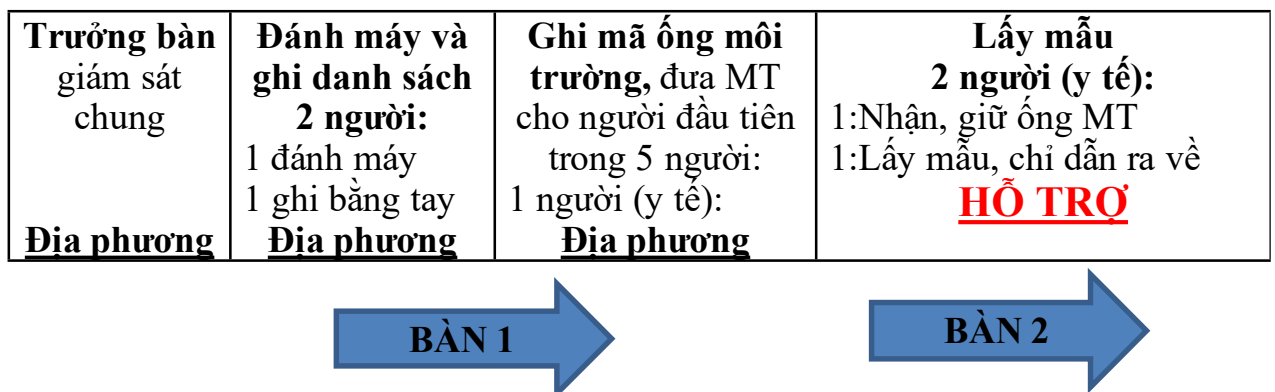 Trưởng bàn
giám sát
chung
Địa phương
Đánh máy và
ghi danh sách
2 người:
1 đánh máy
1 ghi bằng tay
Địa phương
Ghi mã ống môi
trường, đưa MT
cho người đầu tiên
trong 5 người:
1 người (y tế):
Địa phương
Lấy mẫu
2 người (y tế):
1:Nhận, giữ ống MT
1:Lấy mẫu, chỉ dẫn ra về
HỖ TRỢ
BÀN 1
BÀN 2